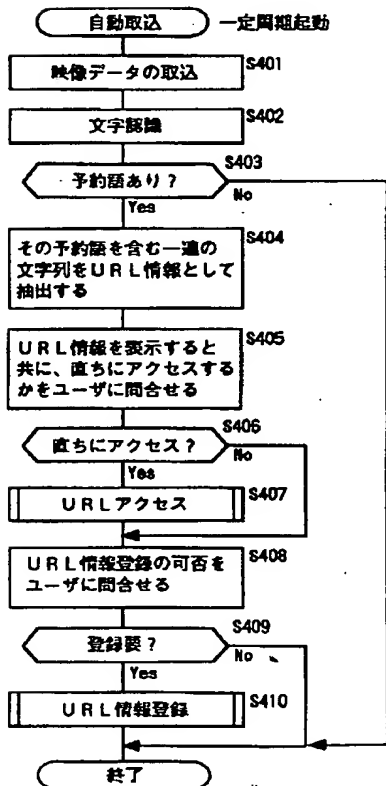 自動取込
一定周期起動
映像データの取込
S401
文字認識
S402
予約語あり?
S403
Yes
No
その予約語を含む一連の
文字列をURL情報として
抽出する
S404
URL情報を表示すると
共に、直ちにアクセスする
かをユーザに問合せる
S405
直ちにアクセス?
S406
Yes
No
URLアクセス
S407
URL情報登録の可否を
ユーザに問合せる
S408
登録要?
S409
Yes
No
URL情報登録
S410
終了